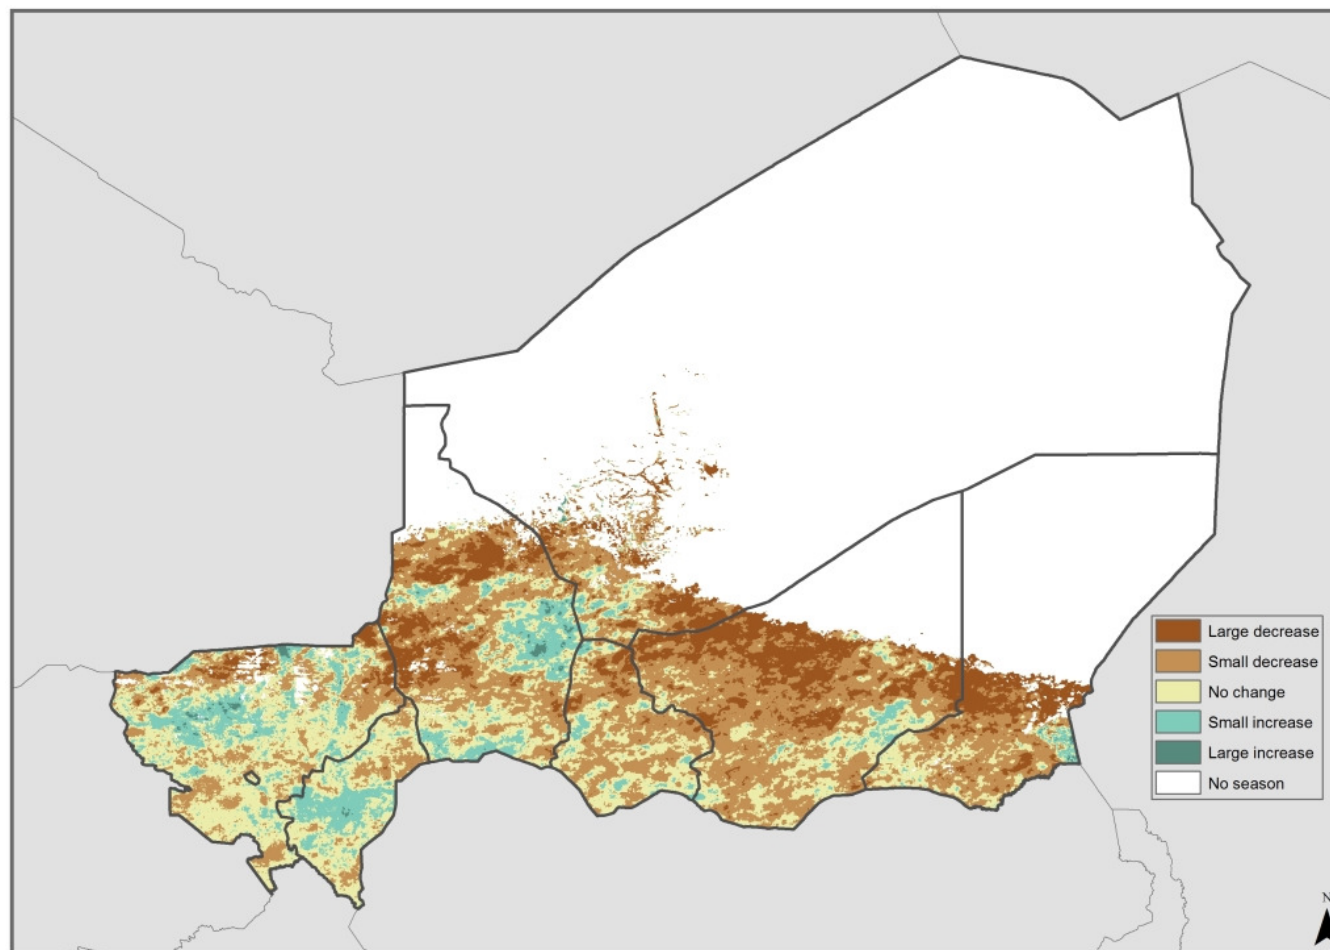 Large decrease
Small decrease
No change
Small increase
Large increase
No season
N